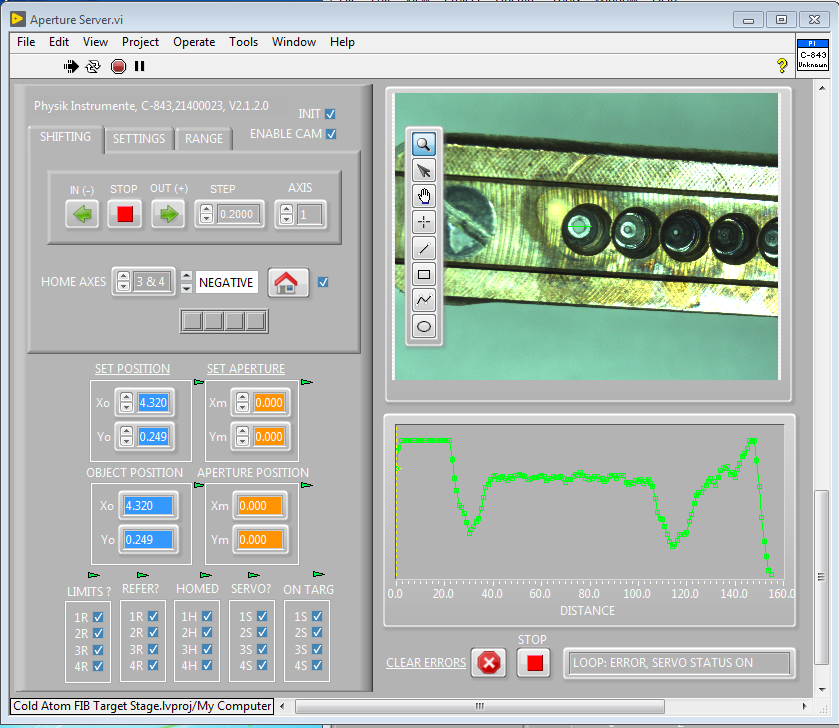 Aperture Server.vi
File Edit View Project Operate Tools Window Help
PI
C-843
Unknown
Physik Instrumente, C-843,21400023, V2.1.2.0
INIT
SHIFTING SETTINGS RANGE ENABLE CAM
IN (-) STOP OUT (+) STEP AXIS
0.2000 1
HOME AXES 3 & 4 NEGATIVE
SET POSITION SET APERTURE
Xo 4.320 Xm 0.000
Yo 0.249 Ym 0.000
OBJECT POSITION APERTURE POSITION
Xo 4.320 Xm 0.000
Yo 0.249 Ym 0.000
LIMITS ? REFER? HOMED SERVO? ON TARG
1R 1R 1H 1S 1S
2R 2R 2H 2S 2S
3R 3R 3H 3S 3S
4R 4R 4H 4S 4S
0.0 20.0 40.0 60.0 80.0 100.0 120.0 140.0 160.0
DISTANCE
STOP
CLEAR ERRORS LOOP: ERROR, SERVO STATUS ON
Cold Atom FIB Target Stage.lvproj/My Computer